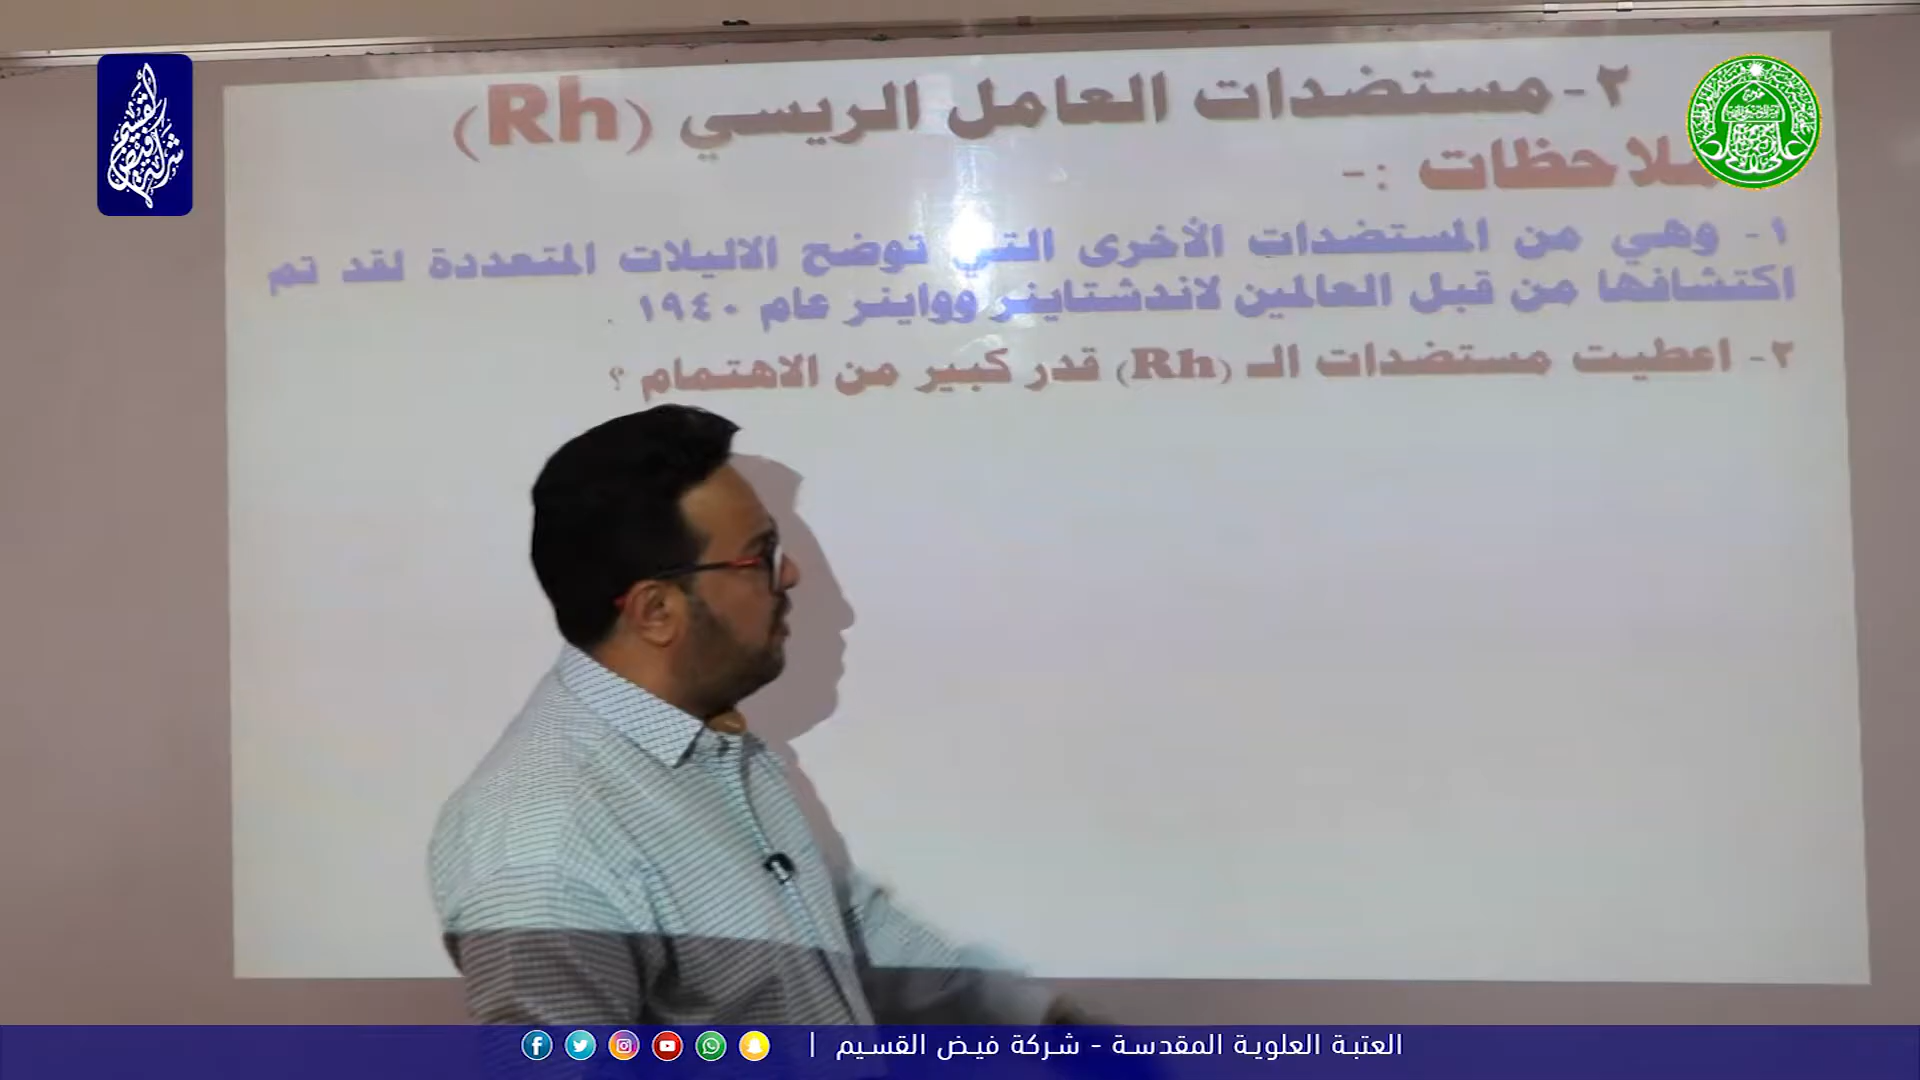 ٢-مستضدات العامل الريسي (Rh)
ملاحظات :-
١- وهي من المستضدات الأخرى التي توضح الاليلات المتعددة لقد تم
اكتشافها من قبل العالمين لاندشتاينر وواينر عام ١٩٤٠ .
٢- اعطيت مستضدات الـ (Rh) قدر كبير من الاهتمام ؟
العتبة العلوية المقدسة - شركة فيض القسيم |